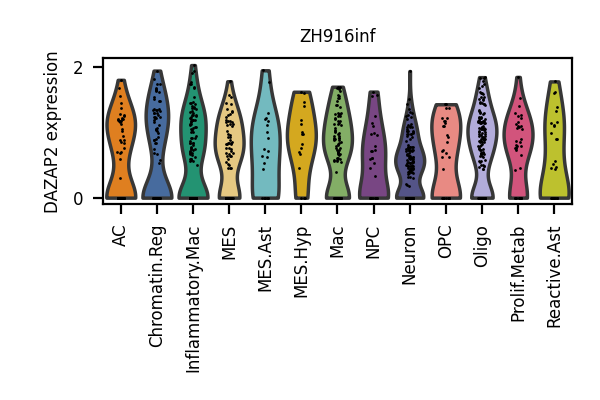 ZH916inf
DAZAP2 expression
2
0
AC
Chromatin.Reg
Inflammatory.Mac
MES
MES.Ast
MES.Hyp
Mac
NPC
Neuron
OPC
Oligo
Prolif.Metab
Reactive.Ast